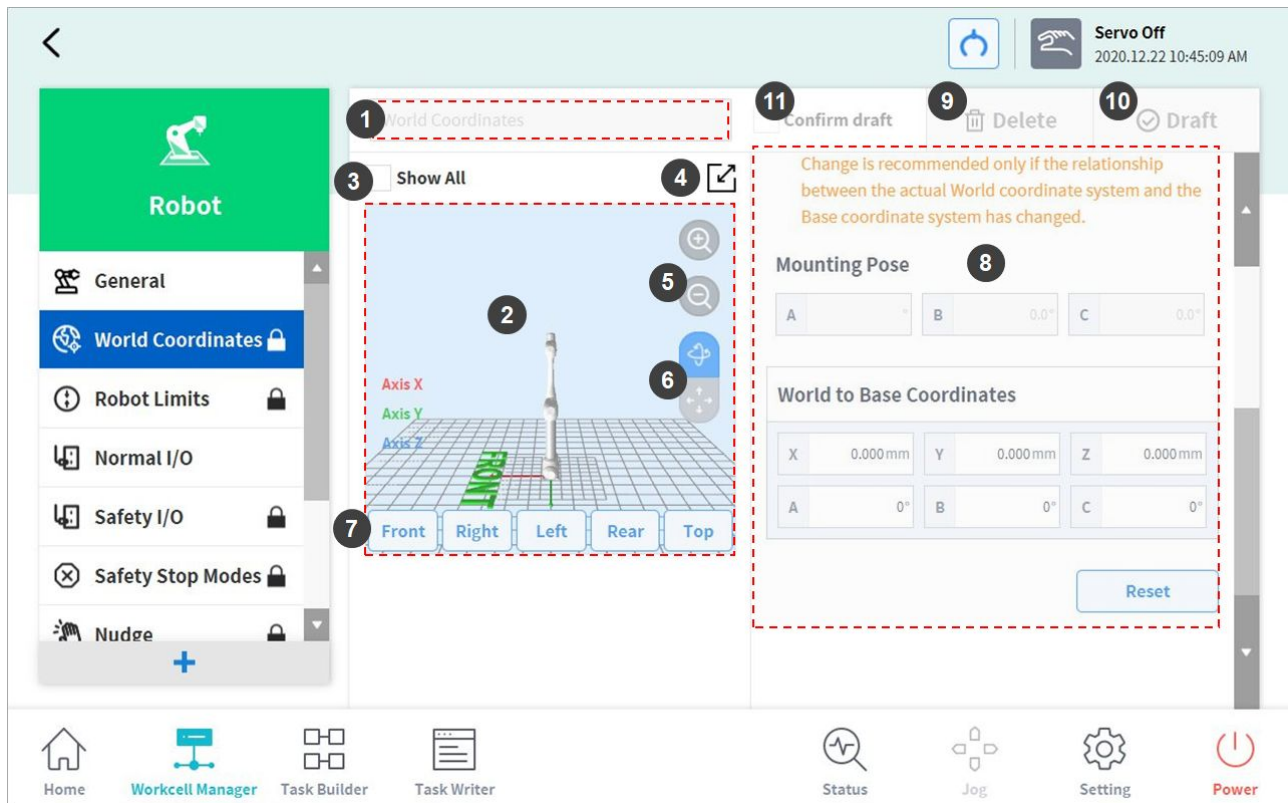 Servo Off
2020.12.22 10:45:09 AM
Robot
General
World Coordinates
Robot Limits
Normal I/O
Safety I/O
Safety Stop Modes
Nudge
+
1
World Coordinates
3
Show All
4
5
2
6
Axis X
Axis Y
Axis Z
FRONT
7
Front Right Left Rear Top
11
Confirm draft
9
Delete
10
Draft
Change is recommended only if the relationship
between the actual World coordinate system and the
Base coordinate system has changed.
Mounting Pose
8
A ° B 0.0° C 0.0°
World to Base Coordinates
X 0.000 mm Y 0.000 mm Z 0.000 mm
A 0° B 0° C 0°
Reset
Home Workcell Manager Task Builder Task Writer Status Jog Setting Power